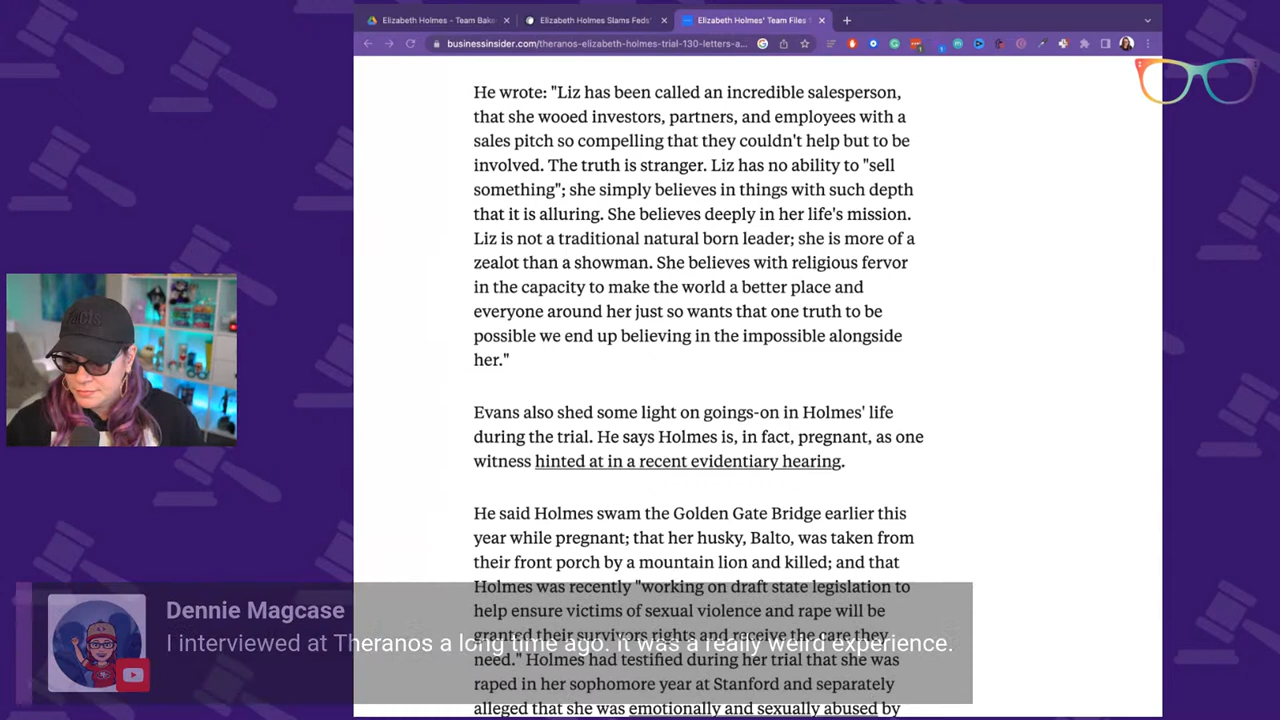 Elizabeth Holmes - Team Bake
Elizabeth Holmes Slams Feds'
Elizabeth Holmes' Team Files
businessinsider.com/theranos-elizabeth-holmes-trial-130-letters-a...
He wrote: "Liz has been called an incredible salesperson,
that she wooed investors, partners, and employees with a
sales pitch so compelling that they couldn't help but to be
involved. The truth is stranger. Liz has no ability to "sell
something"; she simply believes in things with such depth
that it is alluring. She believes deeply in her life's mission.
Liz is not a traditional natural born leader; she is more of a
zealot than a showman. She believes with religious fervor
in the capacity to make the world a better place and
everyone around her just so wants that one truth to be
possible we end up believing in the impossible alongside
her."
Evans also shed some light on goings-on in Holmes' life
during the trial. He says Holmes is, in fact, pregnant, as one
witness hinted at in a recent evidentiary hearing.
He said Holmes swam the Golden Gate Bridge earlier this
year while pregnant; that her husky, Balto, was taken from
their front porch by a mountain lion and killed; and that
Holmes was recently "working on draft state legislation to
help ensure victims of sexual violence and rape will be
granted their survivors rights and receive the care they
need." Holmes had testified during her trial that she was
raped in her sophomore year at Stanford and separately
alleged that she was emotionally and sexually abused by
Dennie Magcase
I interviewed at Theranos a long time ago. It was a really weird experience.